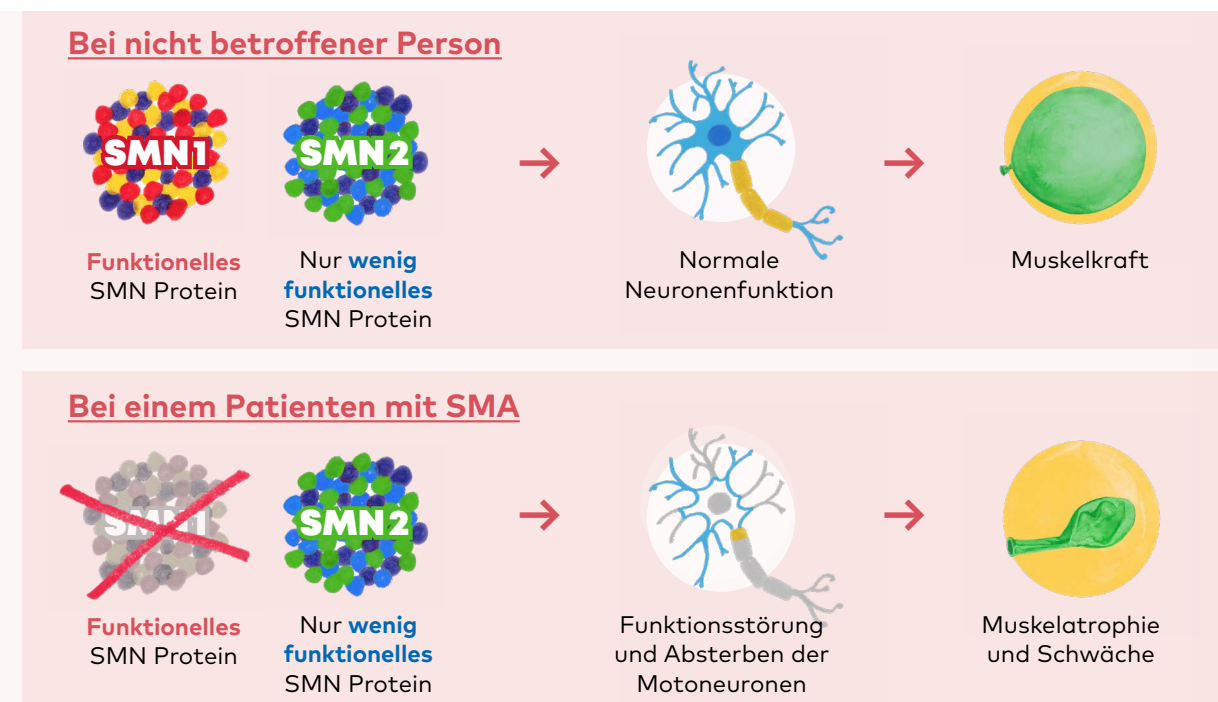 Bei nicht betroffener Person
SMN1
SMN2
Funktionelles
SMN Protein
Nur wenig
funktionelles
SMN Protein
Normale
Neuronenfunktion
Muskelkraft
Bei einem Patienten mit SMA
SMN1
SMN2
Funktionelles
SMN Protein
Nur wenig
funktionelles
SMN Protein
Funktionsstörung
und Absterben der
Motoneuronen
Muskelatrophie
und Schwäche